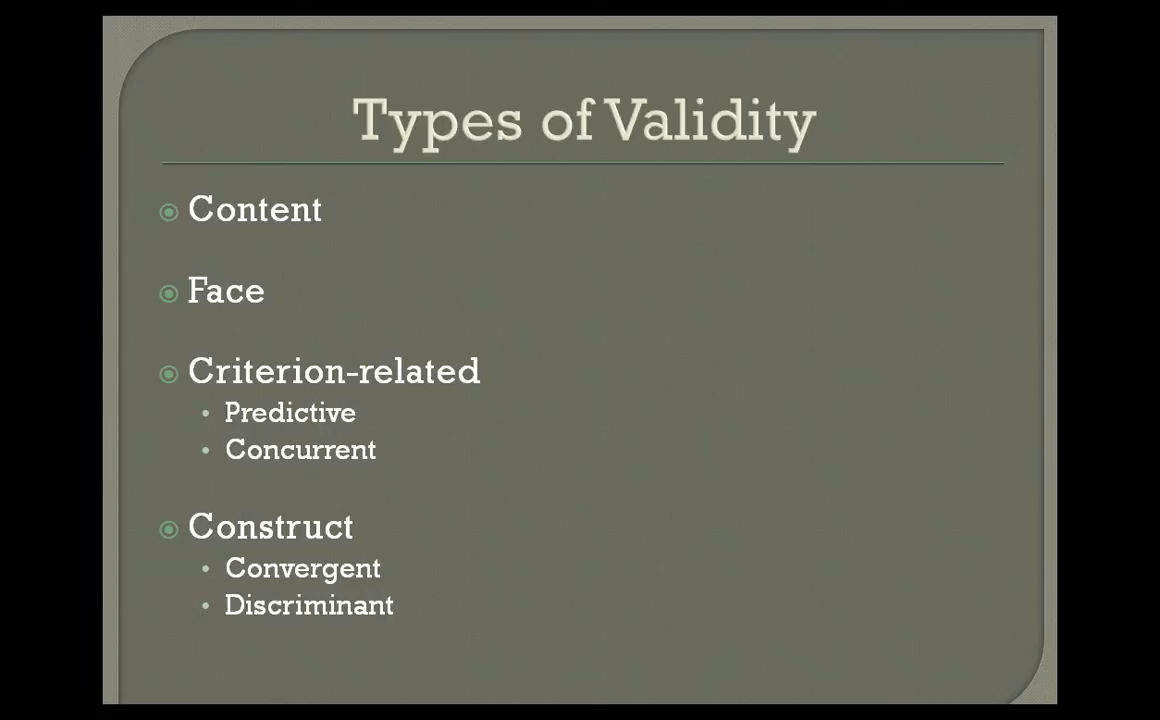 Types of Validity
Content
Face
Criterion-related
Predictive
Concurrent
Construct
Convergent
Discriminant